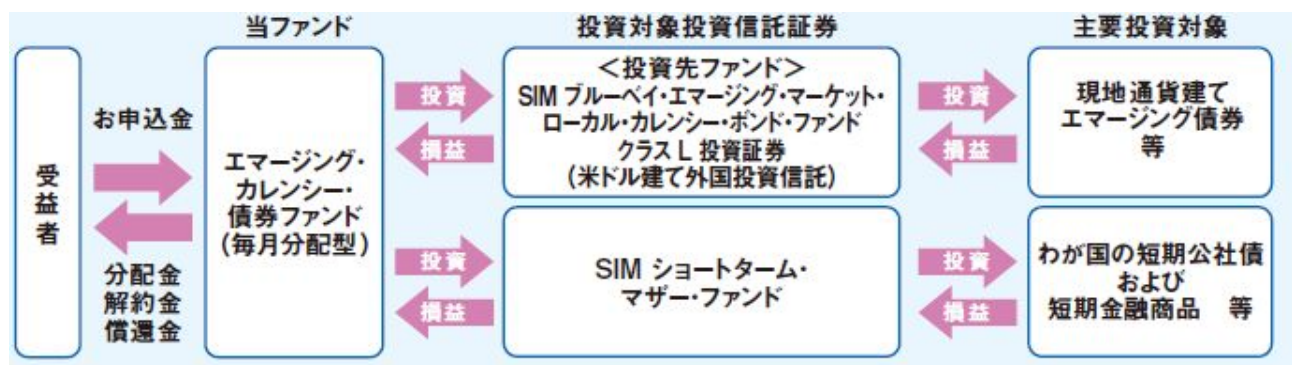 当ファンド
投資対象投資信託証券
主要投資対象
受益者
お申込金
分配金
解約金
償還金
エマージング・
カレンシー・
債券ファンド
(毎月分配型)
投資
損益
<投資先ファンド>
SIM ブルーベイ・エマージング・マーケット・
ローカル・カレンシー・ボンド・ファンド
クラス L 投資証券
(米ドル建て外国投資信託)
投資
損益
現地通貨建て
エマージング債券
等
投資
損益
SIM ショートターム・
マザー・ファンド
投資
損益
わが国の短期公社債
および
短期金融商品 等